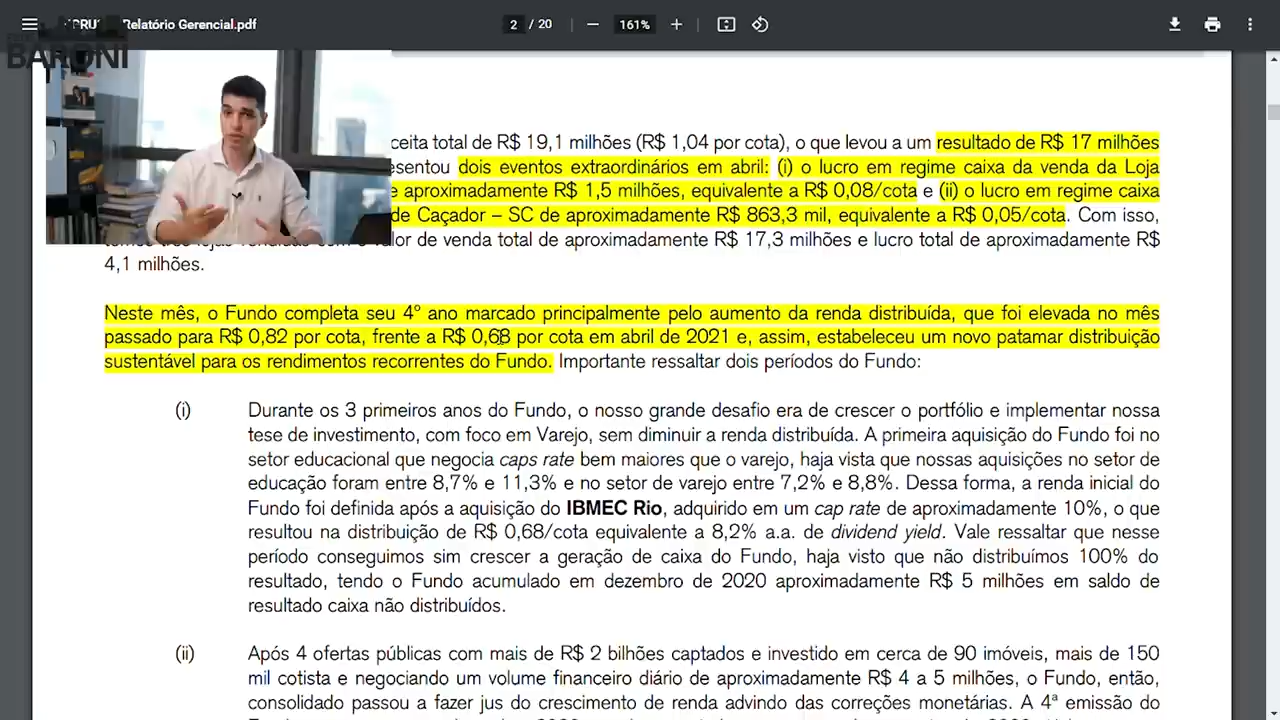 Relatório Gerencial.pdf
2 / 20
161%
BARONI
ceita total de R$ 19,1 milhões (R$ 1,04 por cota), o que levou a um resultado de R$ 17 milhões
dois eventos extraordinários em abril: (i) o lucro em regime caixa da venda da Loja
aproximadamente R$ 1,5 milhões, equivalente a R$ 0,08/cota e (ii) o lucro em regime caixa
de Caçador – SC de aproximadamente R$ 863,3 mil, equivalente a R$ 0,05/cota. Com isso,
de venda total de aproximadamente R$ 17,3 milhões e lucro total de aproximadamente R$
4,1 milhões.
Neste mês, o Fundo completa seu 4º ano marcado principalmente pelo aumento da renda distribuída, que foi elevada no mês
passado para R$ 0,82 por cota, frente a R$ 0,68 por cota em abril de 2021 e, assim, estabeleceu um novo patamar distribuição
sustentável para os rendimentos recorrentes do Fundo. Importante ressaltar dois períodos do Fundo:
(i) Durante os 3 primeiros anos do Fundo, o nosso grande desafio era de crescer o portfólio e implementar nossa
tese de investimento, com foco em Varejo, sem diminuir a renda distribuída. A primeira aquisição do Fundo foi no
setor educacional que negocia caps rate bem maiores que o varejo, haja vista que nossas aquisições no setor de
educação foram entre 8,7% e 11,3% e no setor de varejo entre 7,2% e 8,8%. Dessa forma, a renda inicial do
Fundo foi definida após a aquisição do IBMEC Rio, adquirido em um cap rate de aproximadamente 10%, o que
resultou na distribuição de R$ 0,68/cota equivalente a 8,2% a.a. de dividend yield. Vale ressaltar que nesse
período conseguimos sim crescer a geração de caixa do Fundo, haja visto que não distribuímos 100% do
resultado, tendo o Fundo acumulado em dezembro de 2020 aproximadamente R$ 5 milhões em saldo de
resultado caixa não distribuídos.
(ii) Após 4 ofertas públicas com mais de R$ 2 bilhões captados e investido em cerca de 90 imóveis, mais de 150
mil cotista e negociando um volume financeiro diário de aproximadamente R$ 4 a 5 milhões, o Fundo, então,
consolidado passou a fazer jus do crescimento de renda advindo das correções monetárias. A 4ª emissão do